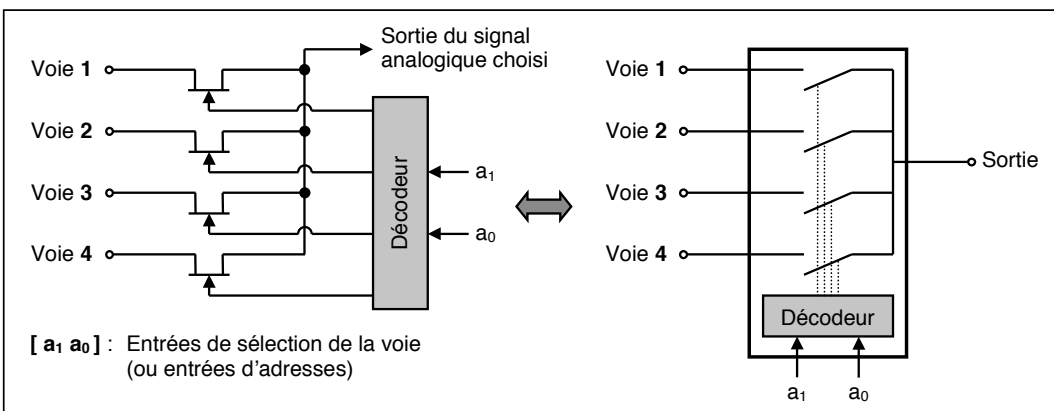 Sortie du signal
analogique choisi
Voie 1
Voie 2
Voie 3
Voie 4
Décodeur
a1
a0
[ a1 a0 ] : Entrées de sélection de la voie
(ou entrées d'adresses)
Voie 1
Voie 2
Voie 3
Voie 4
Sortie
Décodeur
a1
a0